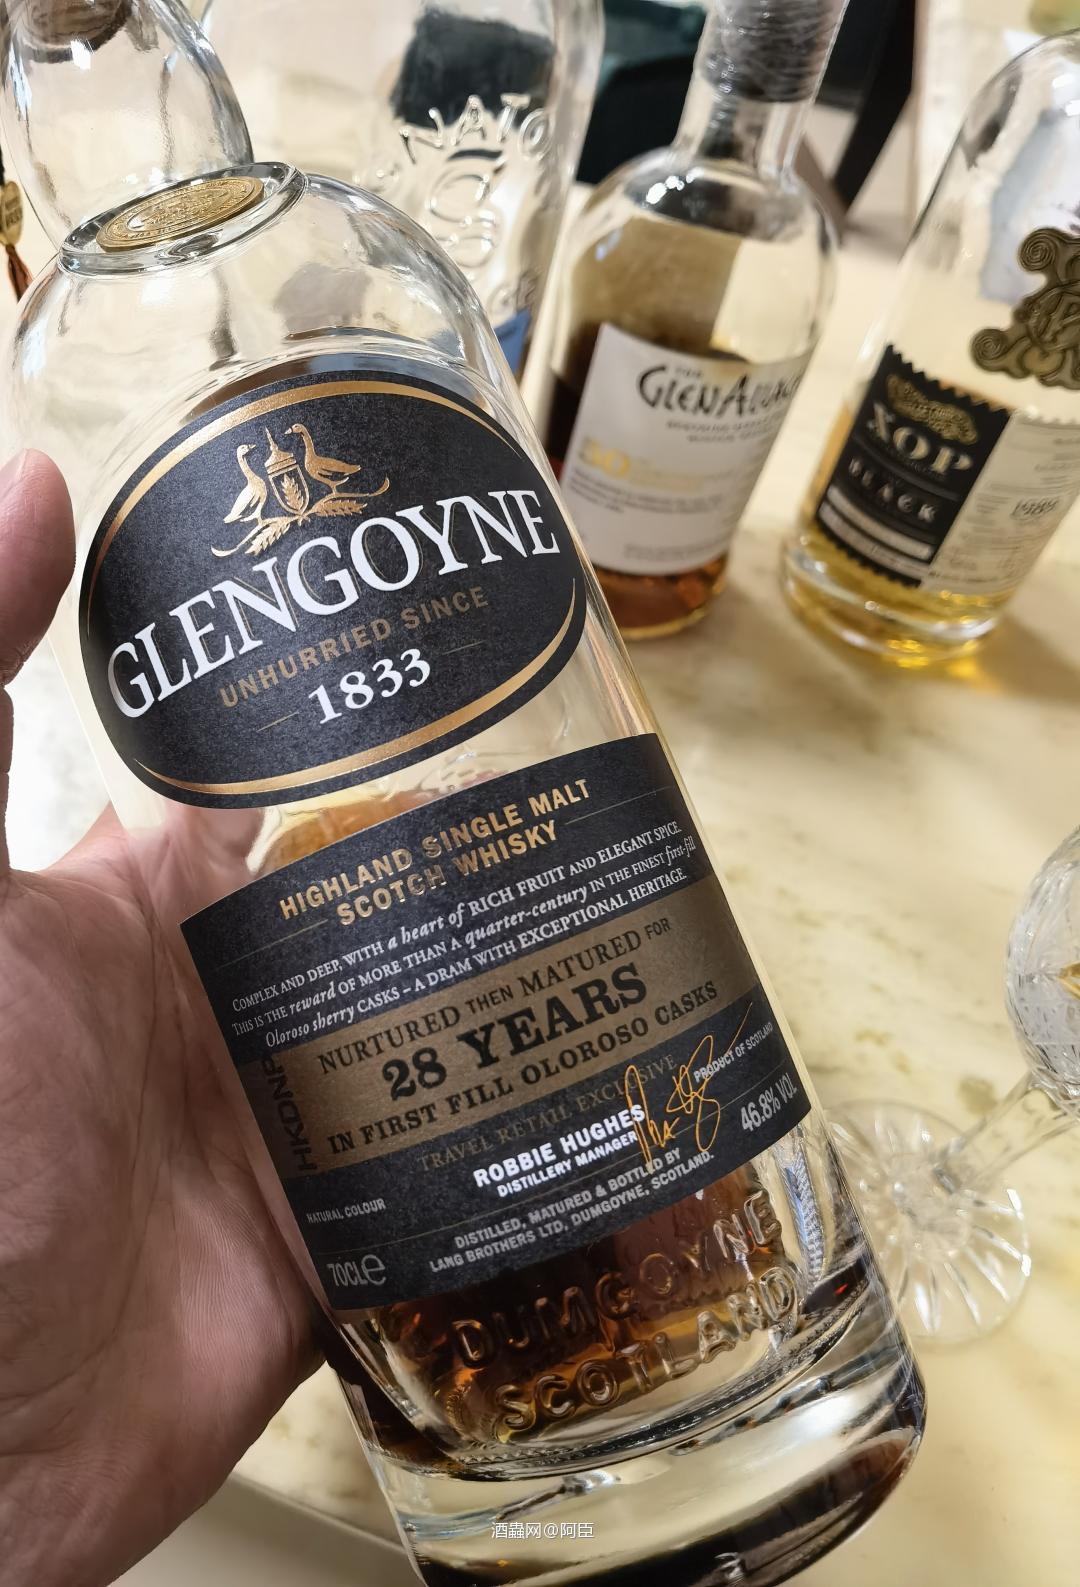 GLENGOYNE
UNHURRIED SINCE
1833
HIGHLAND SINGLE MALT
SCOTCH WHISKY
COMPLEX AND DEEP, WITH a heart of RICH FRUIT AND ELEGANT SPICE.
THIS IS THE reward OF MORE THAN A quarter-century IN THE FINEST first-fill
Oloroso sherry CASKS – A DRAM WITH EXCEPTIONAL HERITAGE.
NURTURED THEN MATURED FOR
28 YEARS
IN FIRST FILL OLOROSO CASKS
TRAVEL RETAIL EXCLUSIVE
HKDNP
ROBBIE HUGHES
DISTILLERY MANAGER
PRODUCT OF SCOTLAND
46.8% VOL
NATURAL COLOUR
DISTILLED, MATURED & BOTTLED BY
LANG BROTHERS LTD, DUMGOYNE, SCOTLAND.
70CLe
DUMGOYNE
SCOTLAND
THE
30
XOP
BLACK
1989
酒蟲网@阿臣